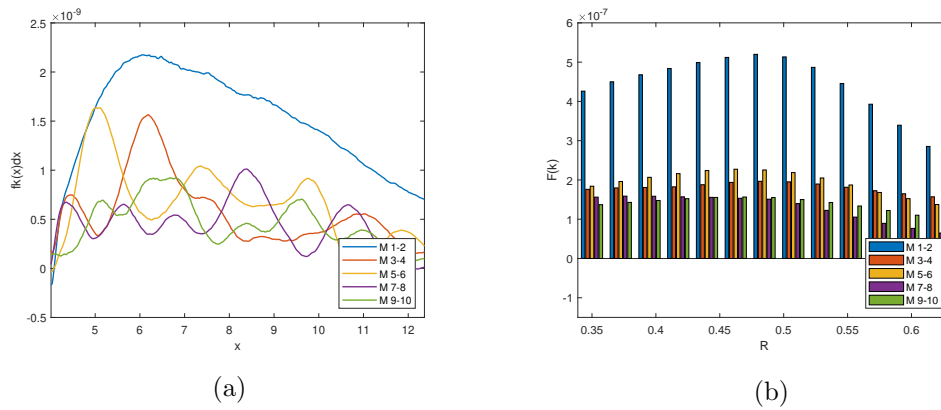 ×10⁻⁹
2.5
2
1.5
1
0.5
0
-0.5
fk(x)dx
5 6 7 8 9 10 11 12
x
M 1-2
M 3-4
M 5-6
M 7-8
M 9-10
(a)
×10⁻⁷
6
5
4
3
2
1
0
-1
F(k)
0.35 0.4 0.45 0.5 0.55 0.6
R
M 1-2
M 3-4
M 5-6
M 7-8
M 9-10
(b)